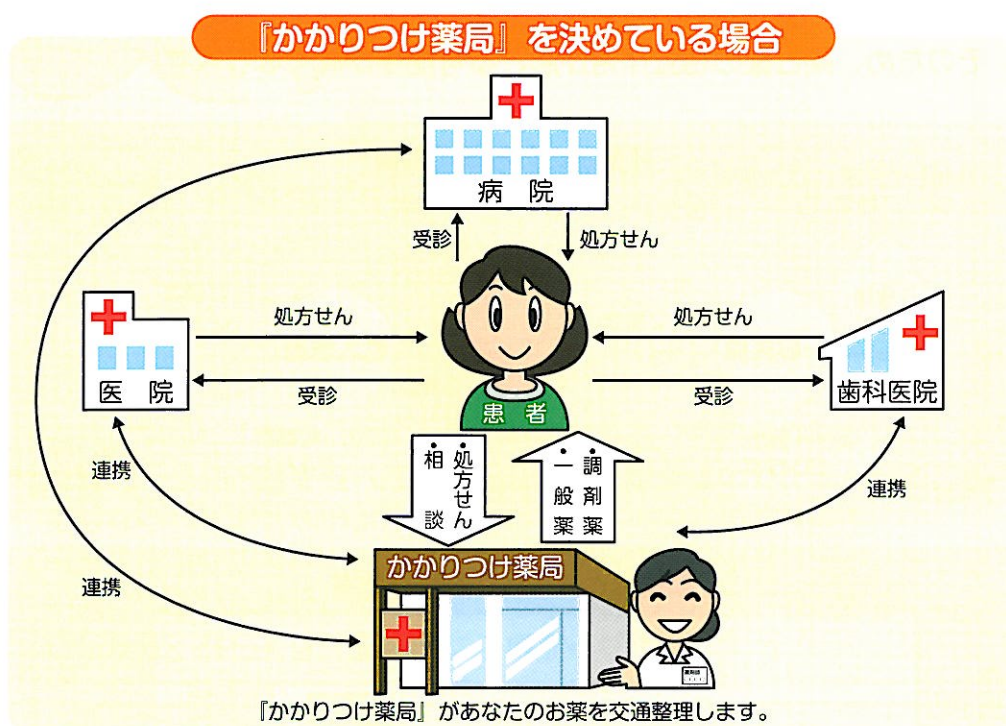 『かかりつけ薬局』を決めている場合
病院
受診
処方せん
処方せん
処方せん
医院
受診
患者
受診
歯科医院
連携
・処方せん
・相談
・調剤薬
・一般薬
連携
かかりつけ薬局
連携
薬剤師
『かかりつけ薬局』があなたのお薬を交通整理します。